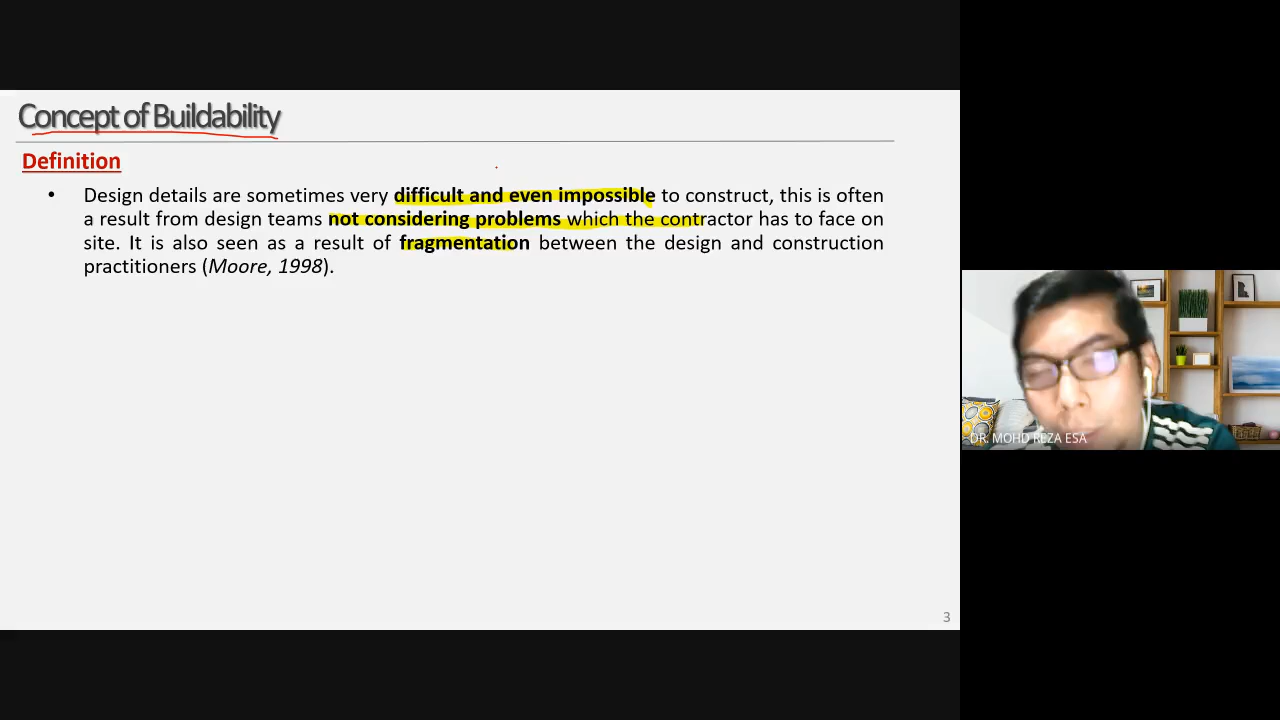 Concept of Buildability
Definition
• Design details are sometimes very difficult and even impossible to construct, this is often
a result from design teams not considering problems which the contractor has to face on
site. It is also seen as a result of fragmentation between the design and construction
practitioners (Moore, 1998).
DR. MOHD REZA ESA
3